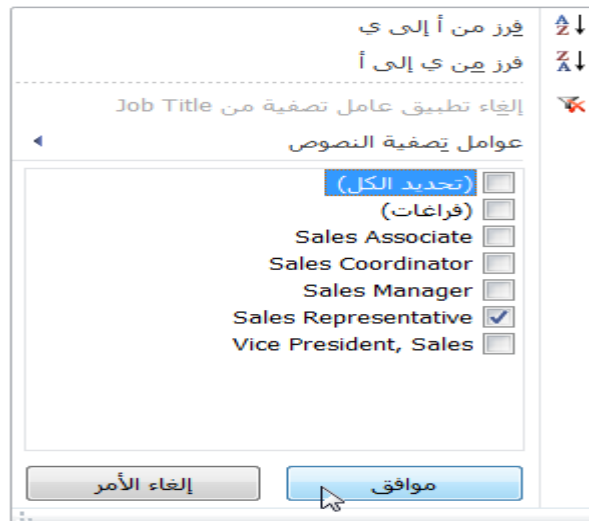 فرز من أ إلى ي
فرز من ي إلى أ
إلغاء تطبيق عامل تصفية من Job Title
عوامل تصفية النصوص
(تحديد الكل)
(فراغات)
Sales Associate
Sales Coordinator
Sales Manager
Sales Representative
Vice President, Sales
موافق
إلغاء الأمر